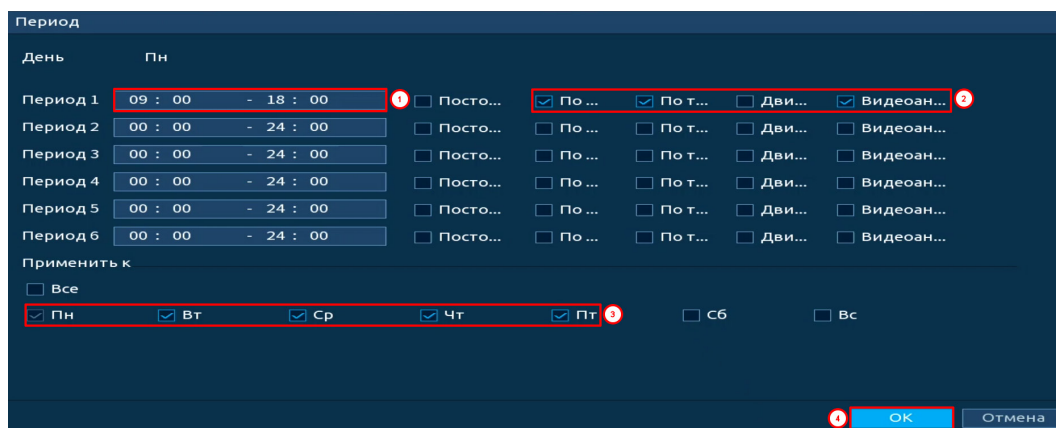 Период
День Пн
Период 1 09 : 00 - 18 : 00 1 Посто... По ... По т... Дви... Видеоан... 2
Период 2 00 : 00 - 24 : 00 Посто... По ... По т... Дви... Видеоан...
Период 3 00 : 00 - 24 : 00 Посто... По ... По т... Дви... Видеоан...
Период 4 00 : 00 - 24 : 00 Посто... По ... По т... Дви... Видеоан...
Период 5 00 : 00 - 24 : 00 Посто... По ... По т... Дви... Видеоан...
Период 6 00 : 00 - 24 : 00 Посто... По ... По т... Дви... Видеоан...
Применить к
Все
Пн Вт Ср Чт Пт 3 Сб Вс
4 OK Отмена